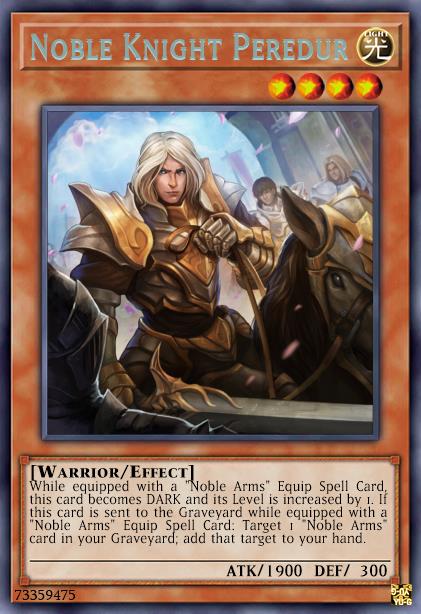 Noble Knight Peredur
LIGHT
光
[Warrior/Effect]
While equipped with a "Noble Arms" Equip Spell Card,
this card becomes DARK and its Level is increased by 1. If
this card is sent to the Graveyard while equipped with a
"Noble Arms" Equip Spell Card: Target 1 "Noble Arms"
card in your Graveyard; add that target to your hand.
ATK/1900 DEF/ 300
73359475